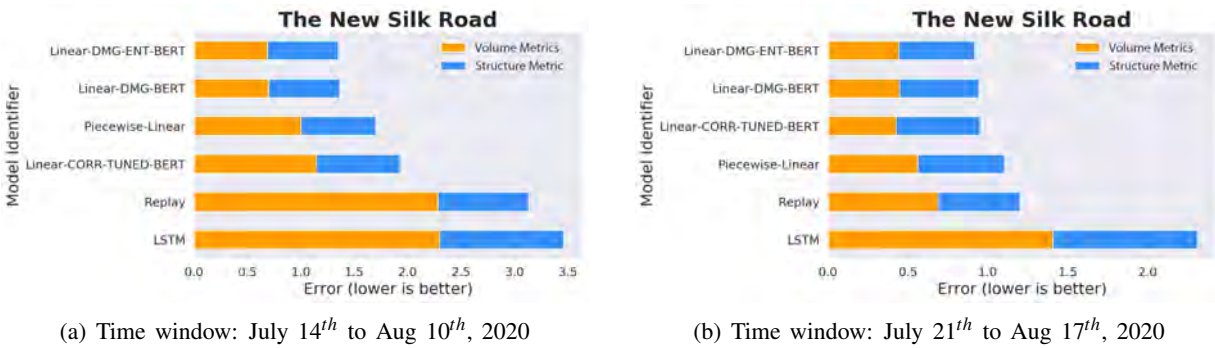 The New Silk Road
Model Identifier
Linear-DMG-ENT-BERT
Linear-DMG-BERT
Piecewise-Linear
Linear-CORR-TUNED-BERT
Replay
LSTM
Volume Metrics
Structure Metric
0.0 0.5 1.0 1.5 2.0 2.5 3.0 3.5
Error (lower is better)
(a) Time window: July 14th to Aug 10th, 2020
The New Silk Road
Model Identifier
Linear-DMG-ENT-BERT
Linear-DMG-BERT
Linear-CORR-TUNED-BERT
Piecewise-Linear
Replay
LSTM
Volume Metrics
Structure Metric
0.0 0.5 1.0 1.5 2.0
Error (lower is better)
(b) Time window: July 21th to Aug 17th, 2020